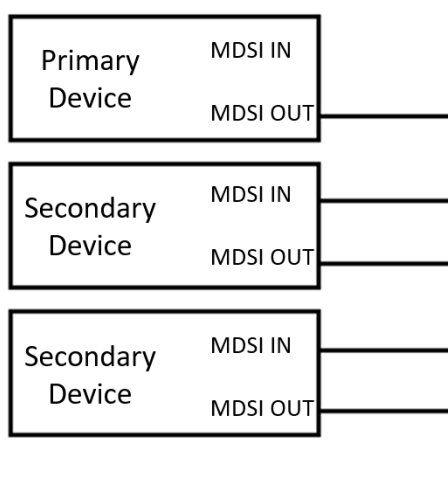 Primary
Device
MDSI IN
MDSI OUT
Secondary
Device
MDSI IN
MDSI OUT
Secondary
Device
MDSI IN
MDSI OUT